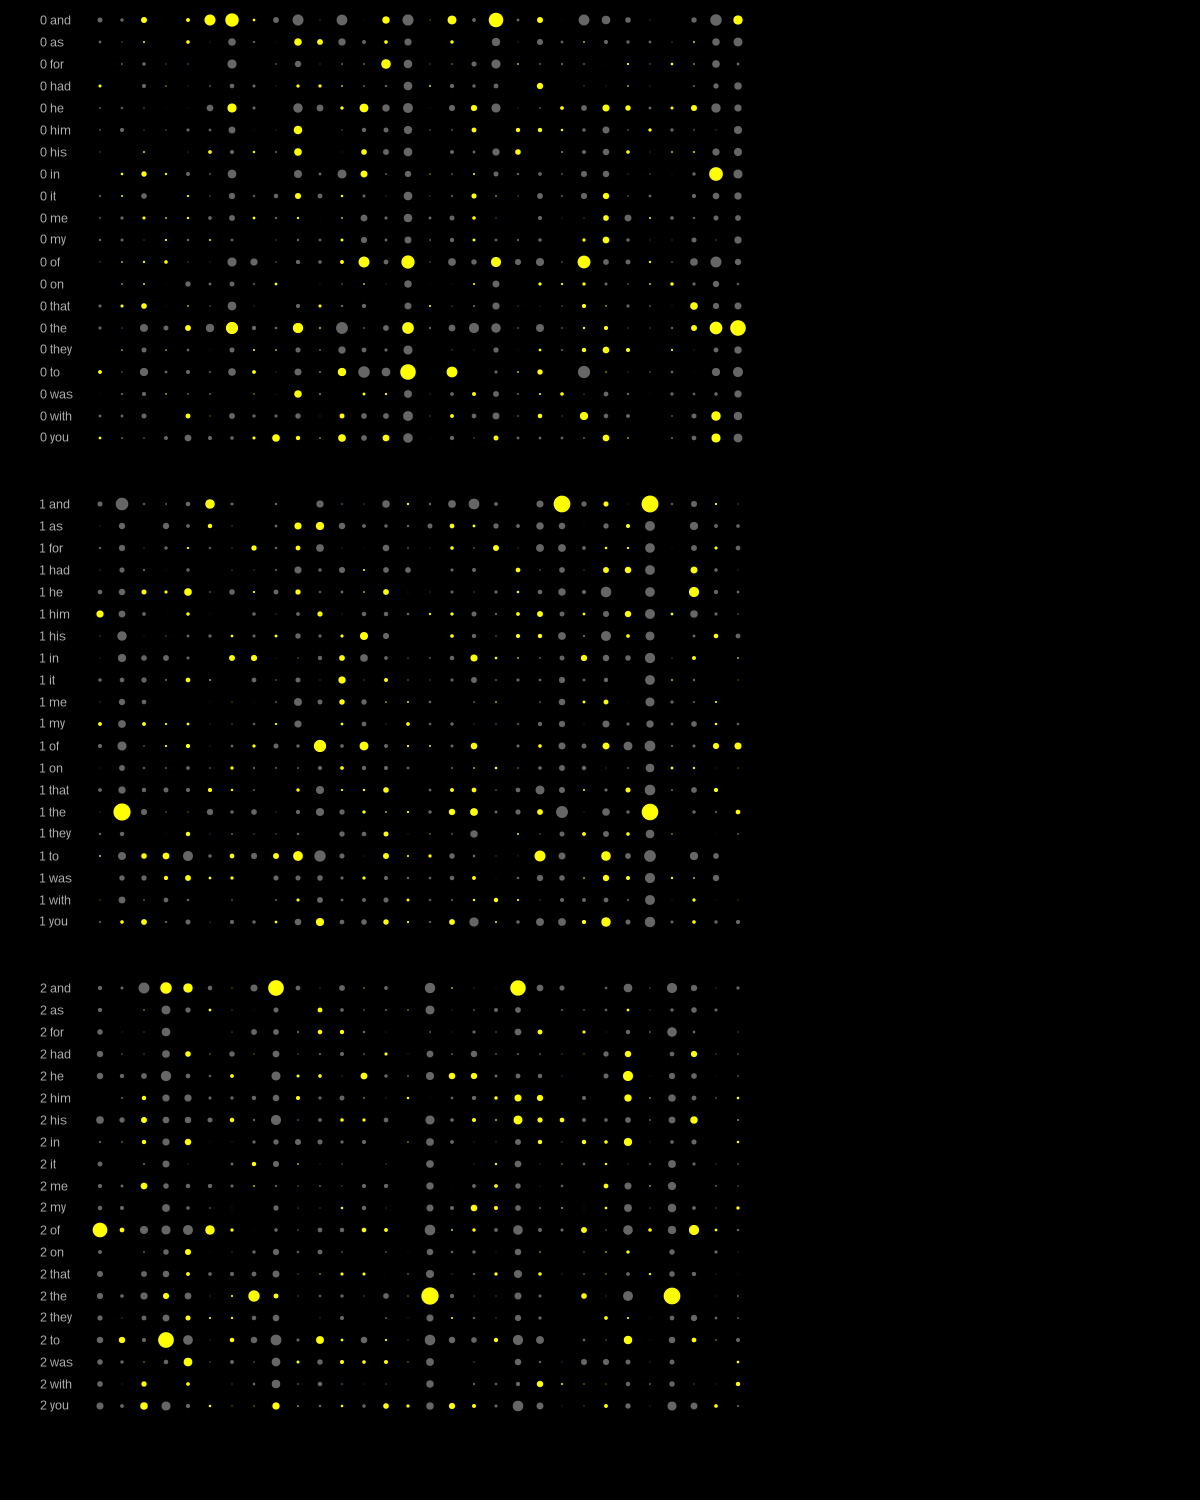 0 and
0 as
0 for
0 had
0 he
0 him
0 his
0 in
0 it
0 me
0 my
0 of
0 on
0 that
0 the
0 they
0 to
0 was
0 with
0 you
1 and
1 as
1 for
1 had
1 he
1 him
1 his
1 in
1 it
1 me
1 my
1 of
1 on
1 that
1 the
1 they
1 to
1 was
1 with
1 you
2 and
2 as
2 for
2 had
2 he
2 him
2 his
2 in
2 it
2 me
2 my
2 of
2 on
2 that
2 the
2 they
2 to
2 was
2 with
2 you